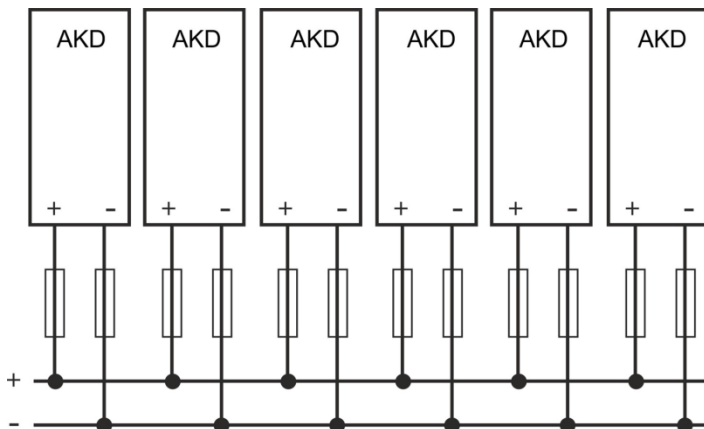 AKD AKD AKD AKD AKD AKD
+ - + - + - + - + - + -
+
-